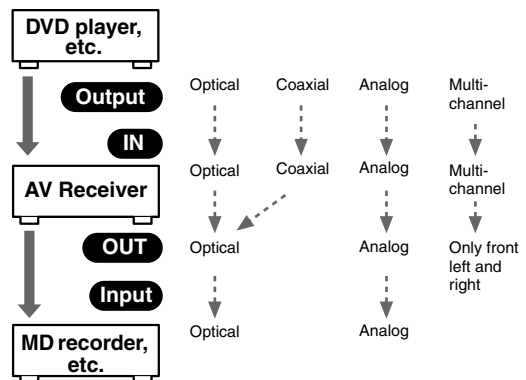 DVD player,
etc.
Output
Optical Coaxial Analog Multi-
channel
IN
AV Receiver
Optical Coaxial Analog Multi-
channel
OUT
Optical Analog Only front
left and
right
Input
MD recorder,
etc.
Optical Analog